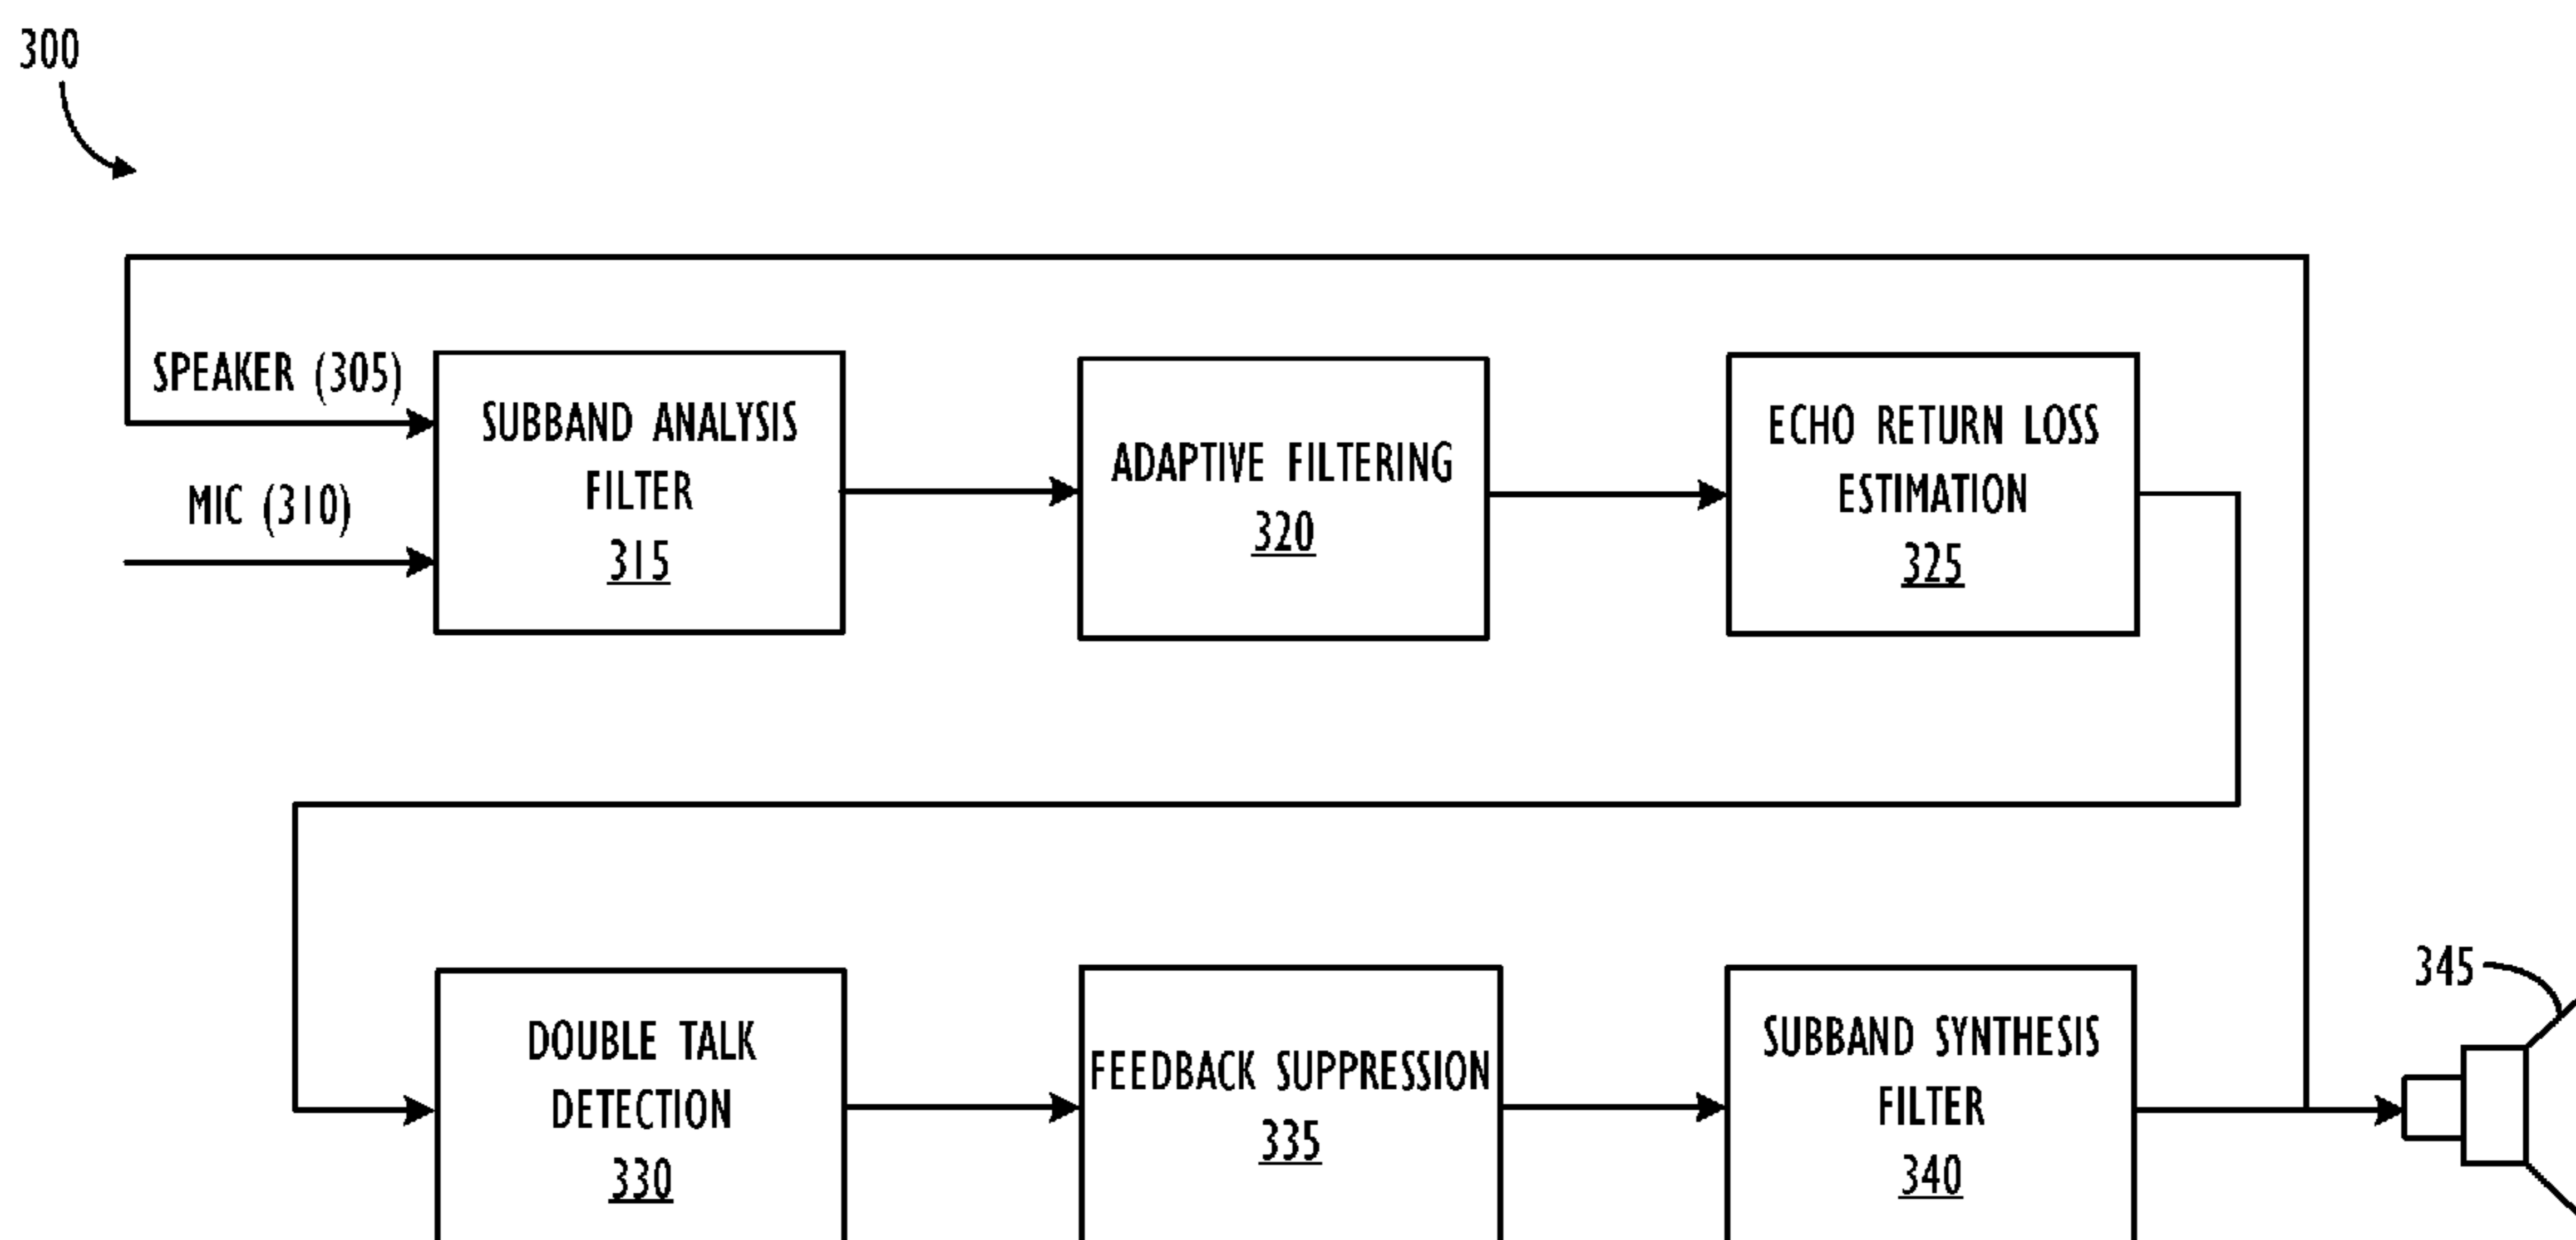 300
SPEAKER (305)
MIC (310)
SUBBAND ANALYSIS
FILTER
315
ADAPTIVE FILTERING
320
ECHO RETURN LOSS
ESTIMATION
325
DOUBLE TALK
DETECTION
330
FEEDBACK SUPPRESSION
335
SUBBAND SYNTHESIS
FILTER
340
345